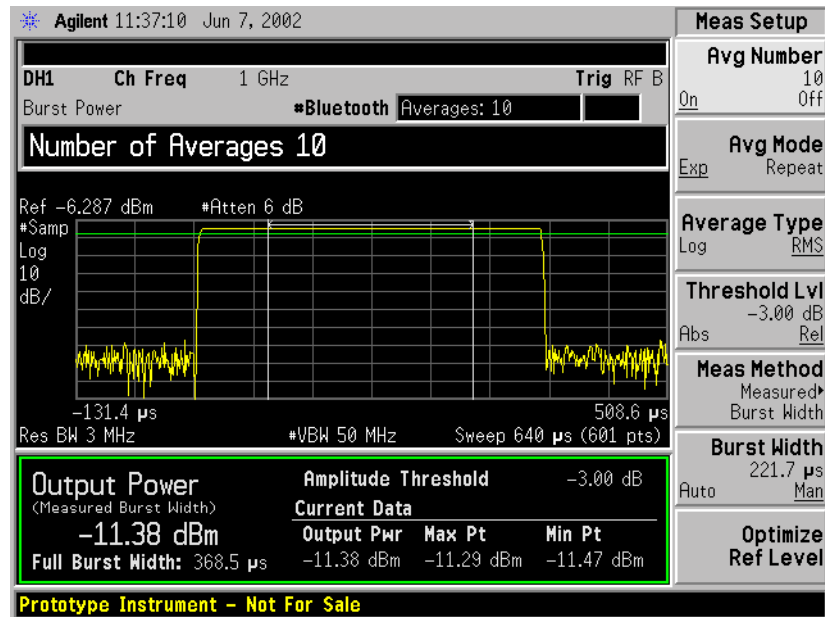 Agilent 11:37:10 Jun 7, 2002
DH1 Ch Freq 1 GHz Trig RF B
Burst Power #Bluetooth Averages: 10
Number of Averages 10
Ref -6.287 dBm #Atten 6 dB
#Samp
Log
10
dB/
-131.4 µs 508.6 µs
Res BW 3 MHz #VBW 50 MHz Sweep 640 µs (601 pts)
Output Power
(Measured Burst Width)
-11.38 dBm
Full Burst Width: 368.5 µs
Amplitude Threshold -3.00 dB
Current Data
Output Pwr Max Pt Min Pt
-11.38 dBm -11.29 dBm -11.47 dBm
Prototype Instrument - Not For Sale
Meas Setup
Avg Number
10
On Off
Avg Mode
Exp Repeat
Average Type
Log RMS
Threshold Lvl
-3.00 dB
Abs Rel
Meas Method
Measured
Burst Width
Burst Width
221.7 µs
Auto Man
Optimize
Ref Level